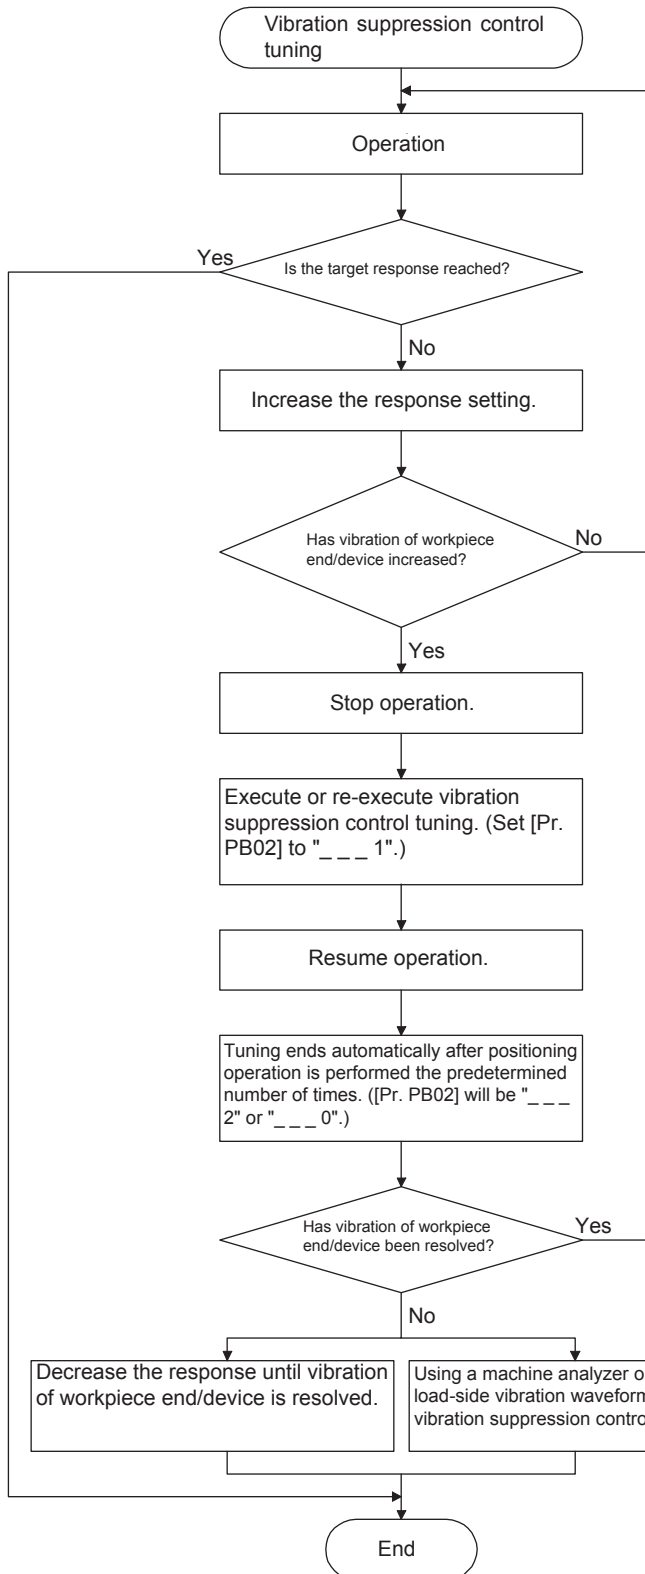 Vibration suppression control
tuning
Operation
Yes
Is the target response reached?
No
Increase the response setting.
Has vibration of workpiece
end/device increased?
No
Yes
Stop operation.
Execute or re-execute vibration
suppression control tuning. (Set [Pr.
PB02] to "_ _ _ 1".)
Resume operation.
Tuning ends automatically after positioning
operation is performed the predetermined
number of times. ([Pr. PB02] will be "_ _ _
2" or "_ _ _ 0".)
Has vibration of workpiece
end/device been resolved?
Yes
No
Decrease the response until vibration
of workpiece end/device is resolved.
Using a machine analyzer o
load-side vibration waveform
vibration suppression contro
End